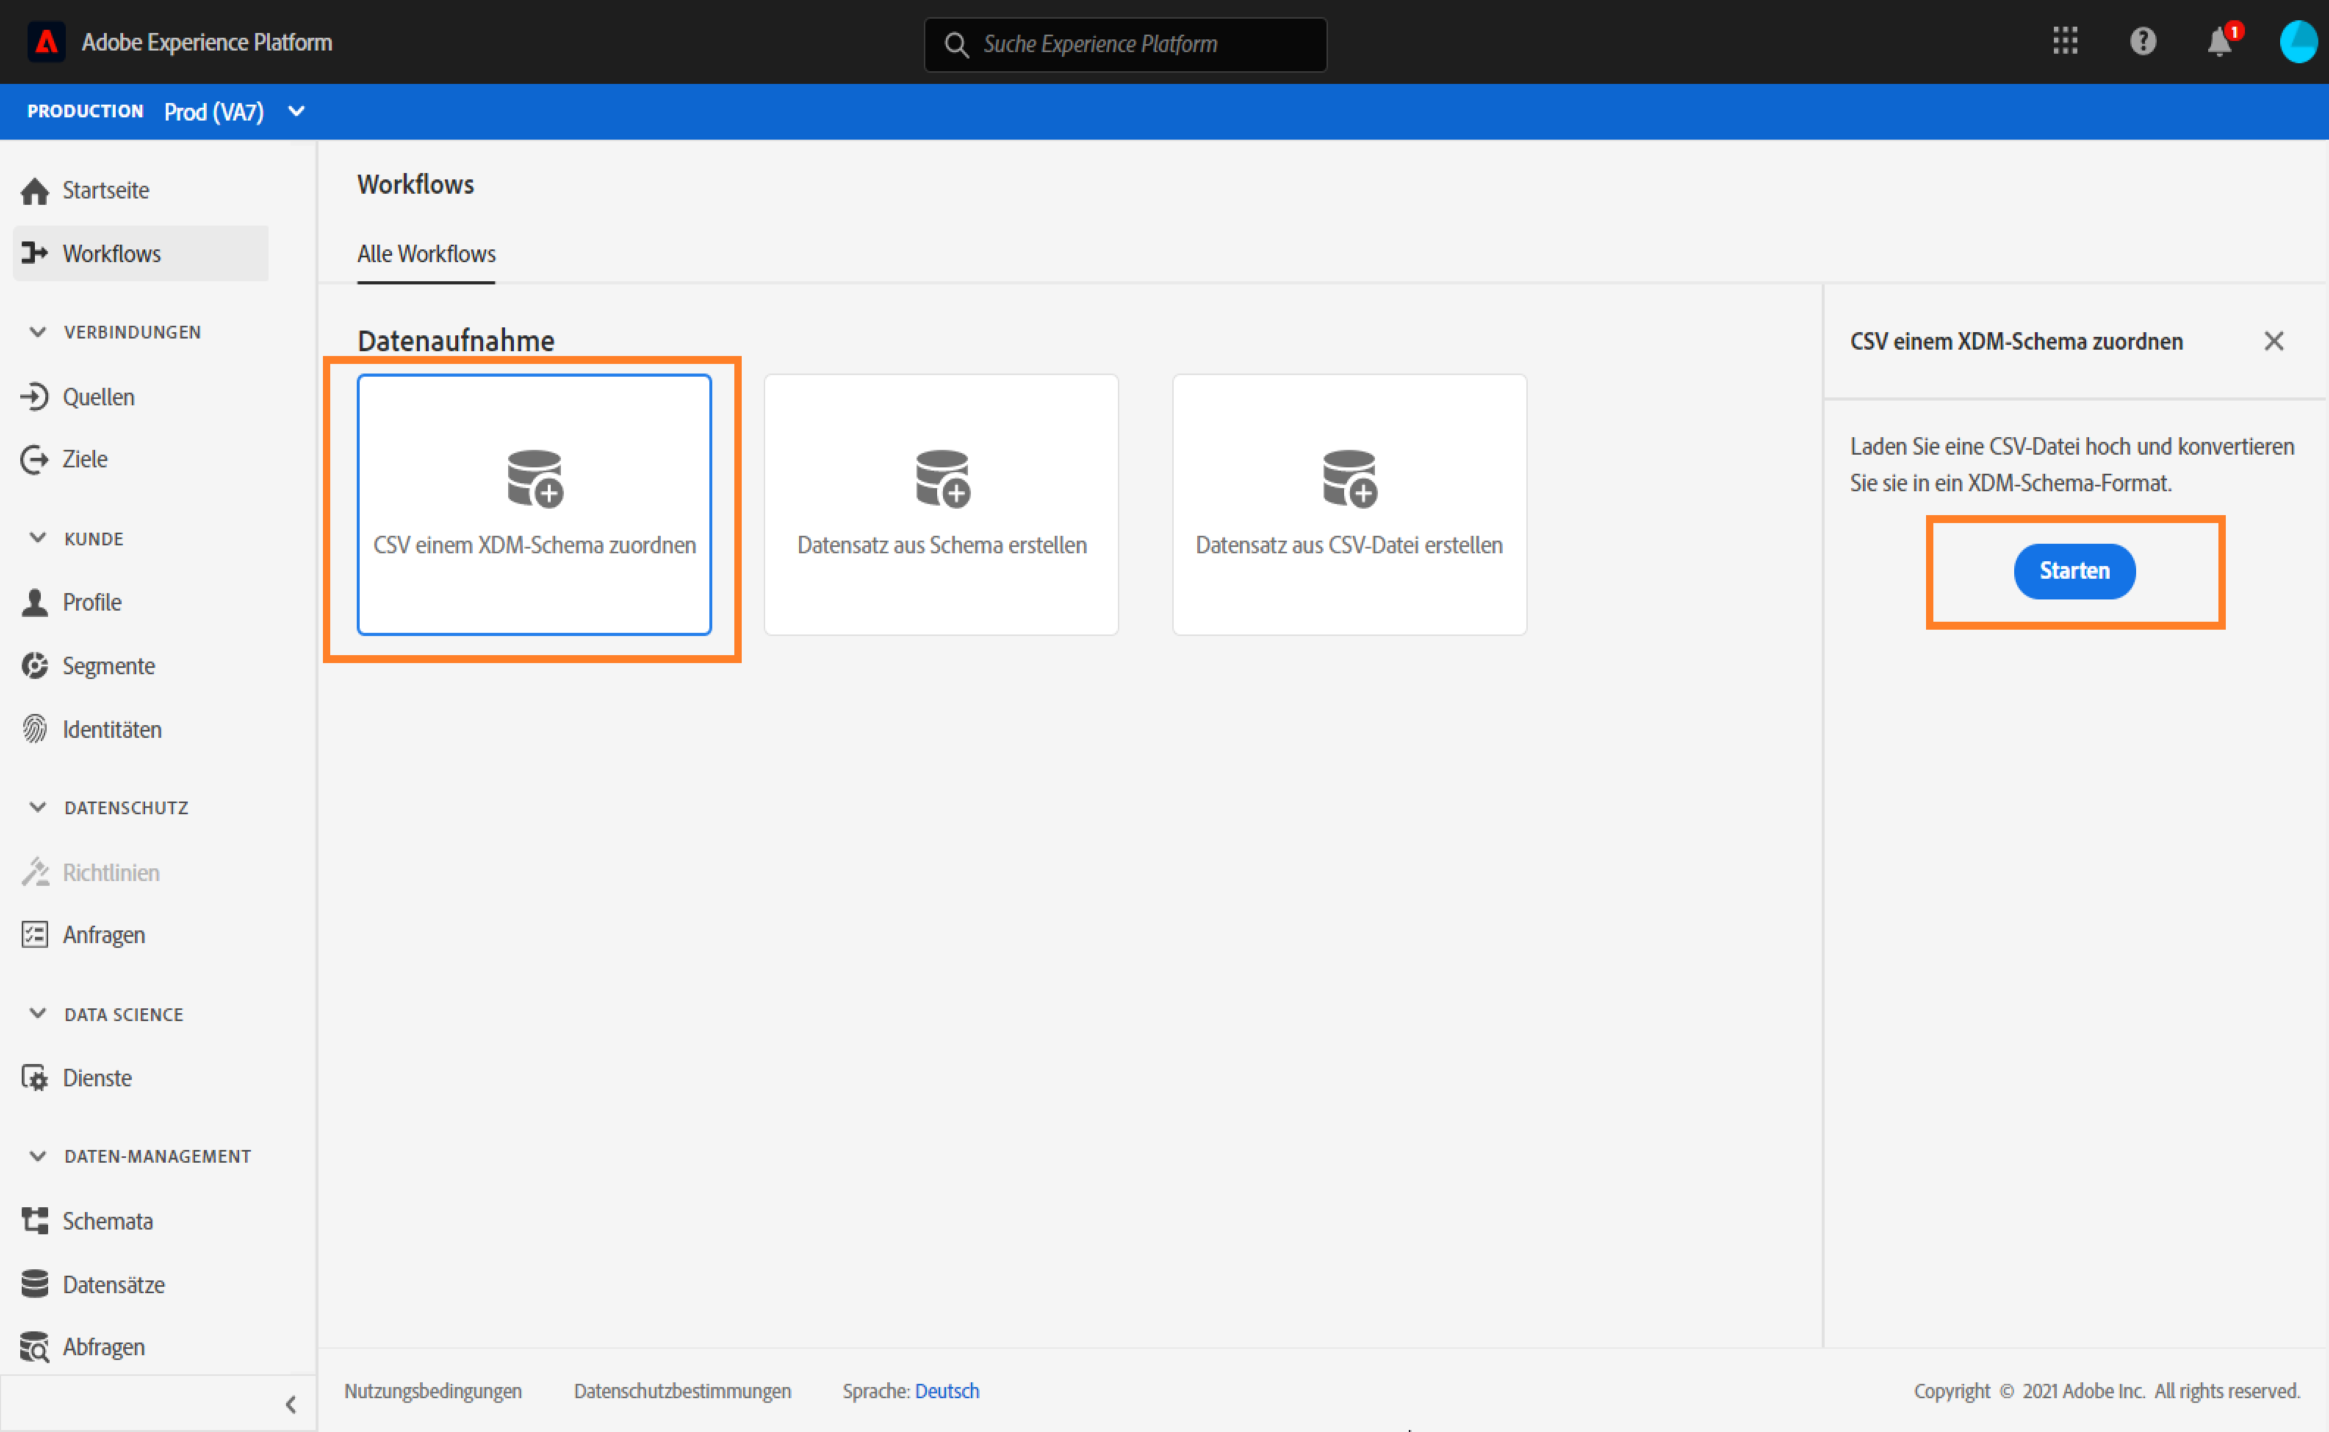 Adobe Experience Platform
Suche Experience Platform
1
PRODUCTION Prod (VA7)
Startseite
Workflows
VERBINDUNGEN
Quellen
Ziele
KUNDE
Profile
Segmente
Identitäten
DATENSCHUTZ
Richtlinien
Anfragen
DATA SCIENCE
Dienste
DATEN-MANAGEMENT
Schemata
Datensätze
Abfragen
Workflows
Alle Workflows
Datenaufnahme
CSV einem XDM-Schema zuordnen
Datensatz aus Schema erstellen
Datensatz aus CSV-Datei erstellen
CSV einem XDM-Schema zuordnen
Laden Sie eine CSV-Datei hoch und konvertieren
Sie sie in ein XDM-Schema-Format.
Starten
Nutzungsbedingungen Datenschutzbestimmungen Sprache: Deutsch
Copyright © 2021 Adobe Inc. All rights reserved.